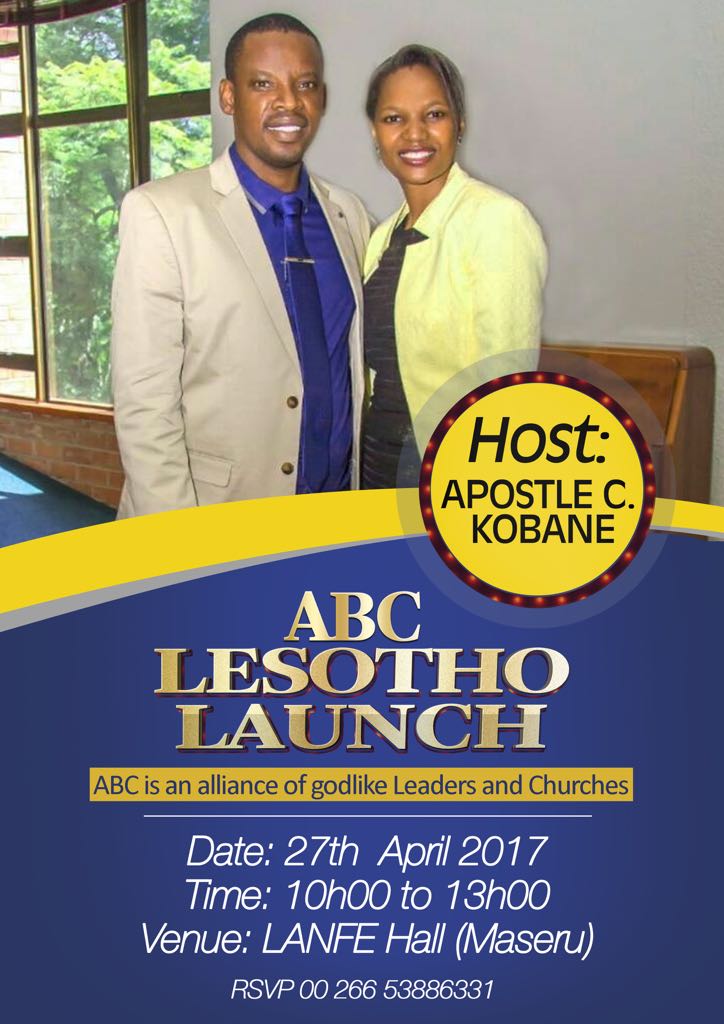 Host:
APOSTLE C.
KOBANE
ABC
LESOTHO
LAUNCH
ABC is an alliance of godlike Leaders and Churches
Date: 27th April 2017
Time: 10h00 to 13h00
Venue: LANFE Hall (Maseru)
RSVP 00 266 53886331